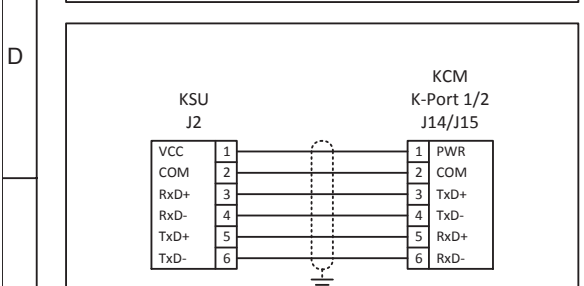 D
KSU
J2
KCM
K-Port 1/2
J14/J15
VCC 1
COM 2
RxD+ 3
RxD- 4
TxD+ 5
TxD- 6
1 PWR
2 COM
3 TxD+
4 TxD-
5 RxD+
6 RxD-